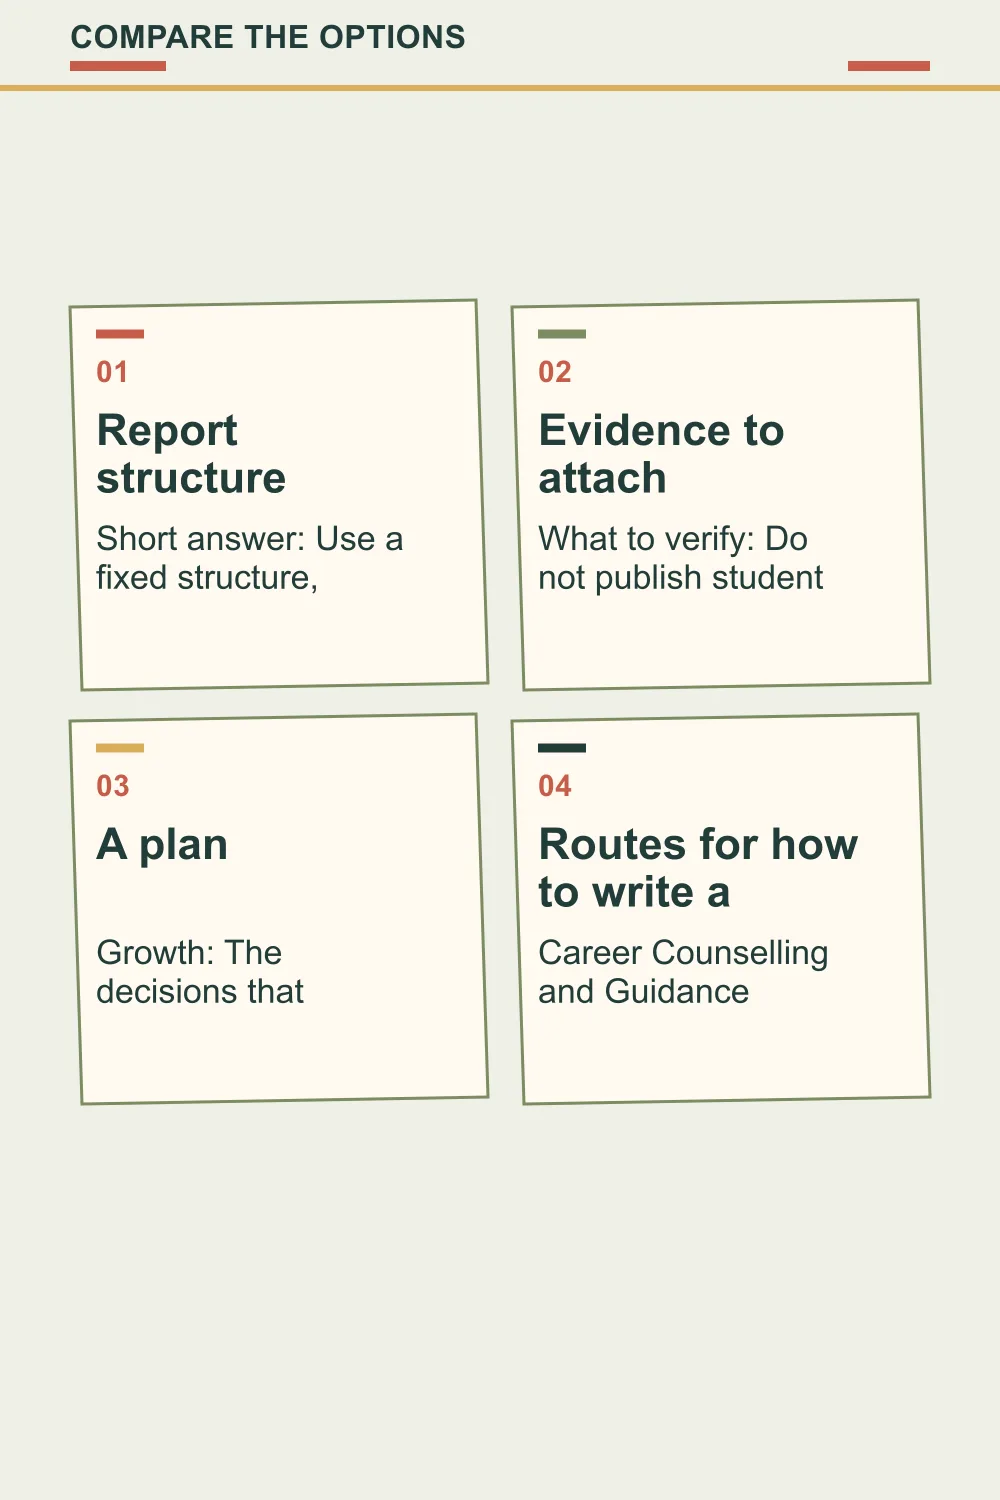 COMPARE THE OPTIONS
01
Report
structure
Short answer: Use a
fixed structure,
02
Evidence to
attach
What to verify: Do
not publish student
03
A plan
Growth: The
decisions that
04
Routes for how
to write a
Career Counselling
and Guidance